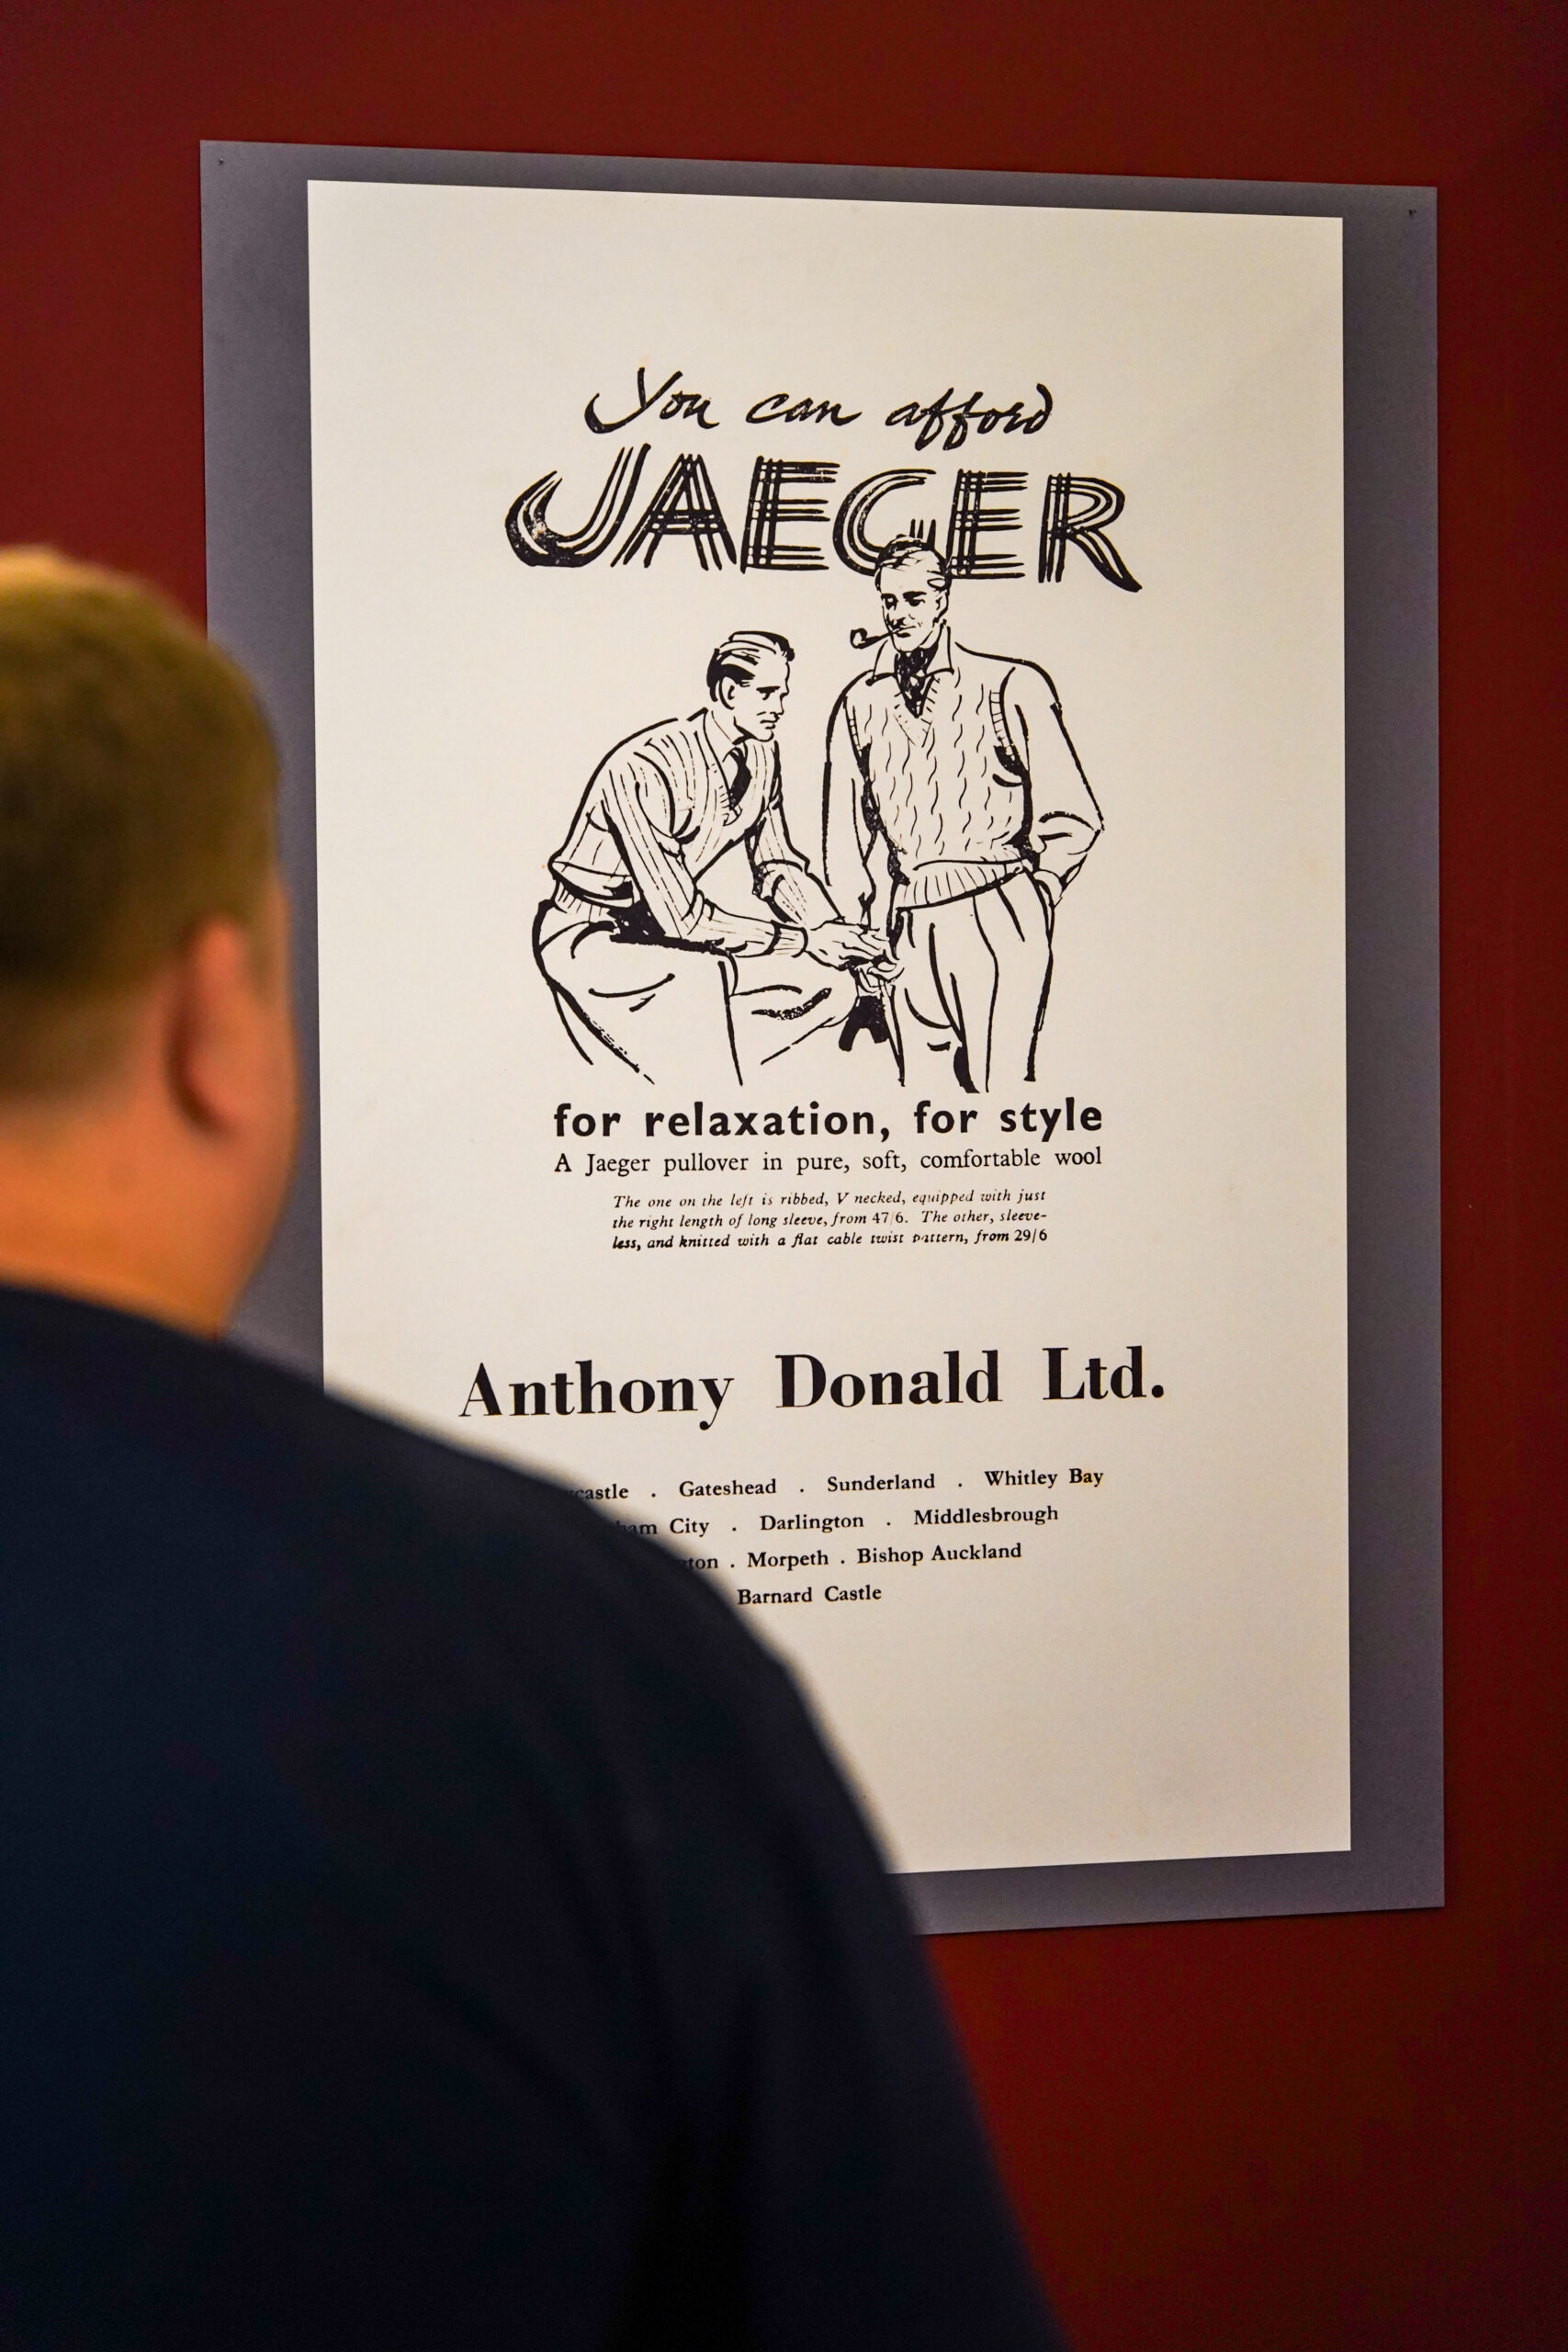 You can afford
JAEGER
for relaxation, for style
A Jaeger pullover in pure, soft, comfortable wool
The one on the left is ribbed, V necked, equipped with just
the right length of long sleeve, from 47/6. The other, sleeve-
less, and knitted with a flat cable twist pattern, from 29/6
Anthony Donald Ltd.
. Gateshead . Sunderland . Whitley Bay
City . Darlington . Middlesbrough
. Morpeth . Bishop Auckland
Barnard Castle